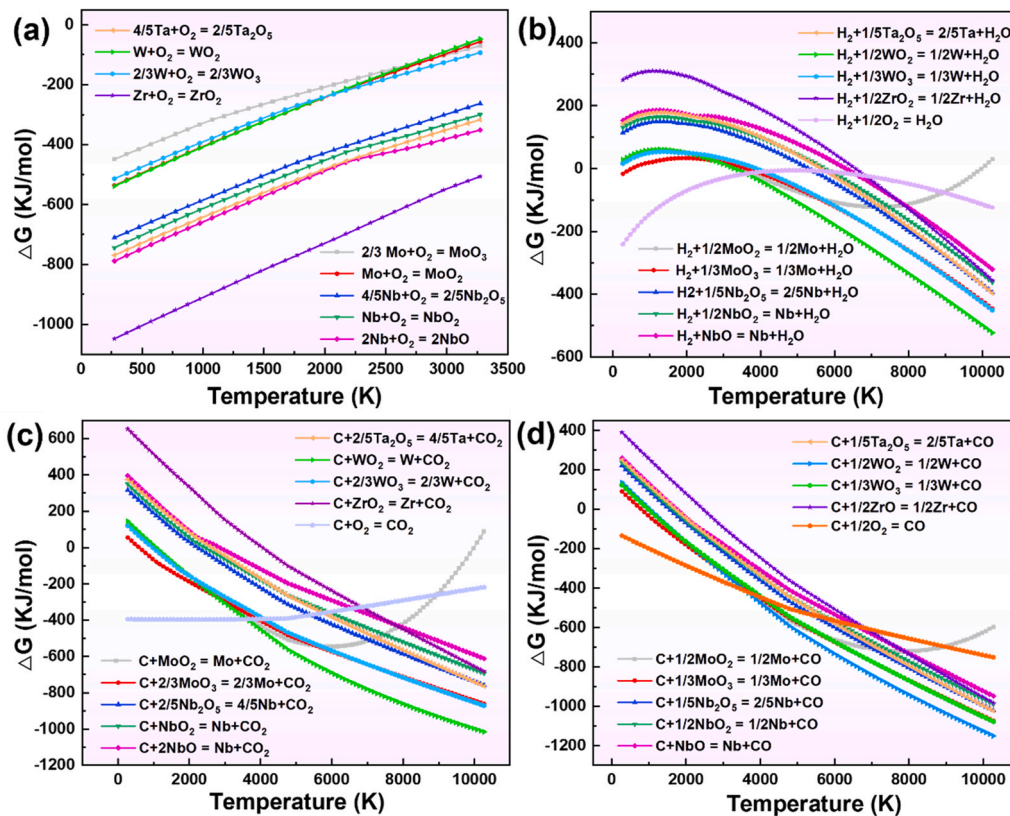 (a)
4/5Ta+O₂ = 2/5Ta₂O₅
W+O₂ = WO₂
2/3W+O₂ = 2/3WO₃
Zr+O₂ = ZrO₂
2/3 Mo+O₂ = MoO₃
Mo+O₂ = MoO₂
4/5Nb+O₂ = 2/5Nb₂O₅
Nb+O₂ = NbO₂
2Nb+O₂ = 2NbO
△G (KJ/mol)
0
-200
-400
-600
-800
-1000
0 500 1000 1500 2000 2500 3000 3500
Temperature (K)
(b)
H₂+1/5Ta₂O₅ = 2/5Ta+H₂O
H₂+1/2WO₂ = 1/2W+H₂O
H₂+1/3WO₃ = 1/3W+H₂O
H₂+1/2ZrO₂ = 1/2Zr+H₂O
H₂+1/2O₂ = H₂O
H₂+1/2MoO₂ = 1/2Mo+H₂O
H₂+1/3MoO₃ = 1/3Mo+H₂O
H2+1/5Nb₂O₅ = 2/5Nb+H₂O
H₂+1/2NbO₂ = Nb+H₂O
H₂+NbO = Nb+H₂O
△G (KJ/mol)
400
200
0
-200
-400
-600
0 2000 4000 6000 8000 10000
Temperature (K)
(c)
C+2/5Ta₂O₅ = 4/5Ta+CO₂
C+WO₂ = W+CO₂
C+2/3WO₃ = 2/3W+CO₂
C+ZrO₂ = Zr+CO₂
C+O₂ = CO₂
C+MoO₂ = Mo+CO₂
C+2/3MoO₃ = 2/3Mo+CO₂
C+2/5Nb₂O₅ = 4/5Nb+CO₂
C+NbO₂ = Nb+CO₂
C+2NbO = Nb+CO₂
△G (KJ/mol)
600
400
200
0
-200
-400
-600
-800
-1000
-1200
0 2000 4000 6000 8000 10000
Temperature (K)
(d)
C+1/5Ta₂O₅ = 2/5Ta+CO
C+1/2WO₂ = 1/2W+CO
C+1/3WO₃ = 1/3W+CO
C+1/2ZrO = 1/2Zr+CO
C+1/2O₂ = CO
C+1/2MoO₂ = 1/2Mo+CO
C+1/3MoO₃ = 1/3Mo+CO
C+1/5Nb₂O₅ = 2/5Nb+CO
C+1/2NbO₂ = 1/2Nb+CO
C+NbO = Nb+CO
△G (KJ/mol)
400
200
0
-200
-400
-600
-800
-1000
-1200
0 2000 4000 6000 8000 10000
Temperature (K)